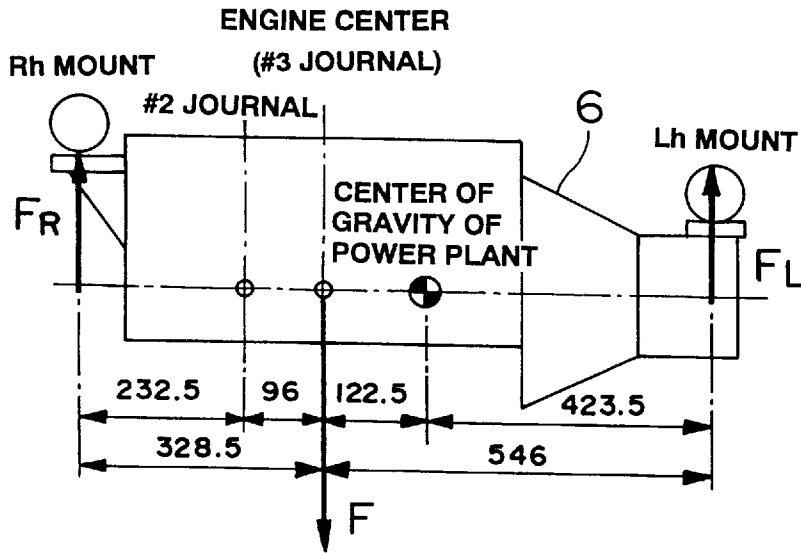 ENGINE CENTER
(#3 JOURNAL)
Rh MOUNT
#2 JOURNAL
6
Lh MOUNT
CENTER OF
GRAVITY OF
POWER PLANT
FR
FL
232.5
96
122.5
423.5
328.5
546
F